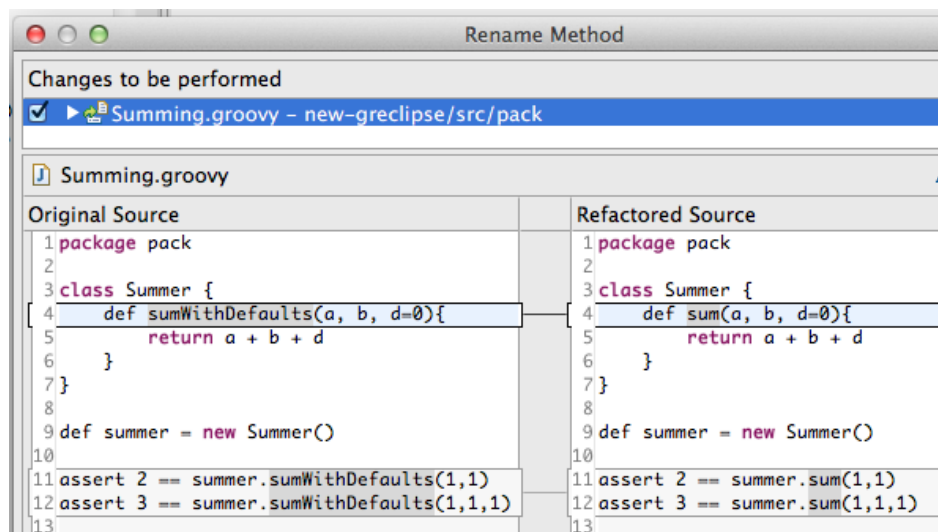 Rename Method
Changes to be performed
Summing.groovy – new-greclipse/src/pack
Summing.groovy
Original Source
1 package pack
2
3 class Summer {
4     def sumWithDefaults(a, b, d=0){
5         return a + b + d
6     }
7 }
8
9 def summer = new Summer()
10
11 assert 2 == summer.sumWithDefaults(1,1)
12 assert 3 == summer.sumWithDefaults(1,1,1)
13
Refactored Source
1 package pack
2
3 class Summer {
4     def sum(a, b, d=0){
5         return a + b + d
6     }
7 }
8
9 def summer = new Summer()
10
11 assert 2 == summer.sum(1,1)
12 assert 3 == summer.sum(1,1,1)
13